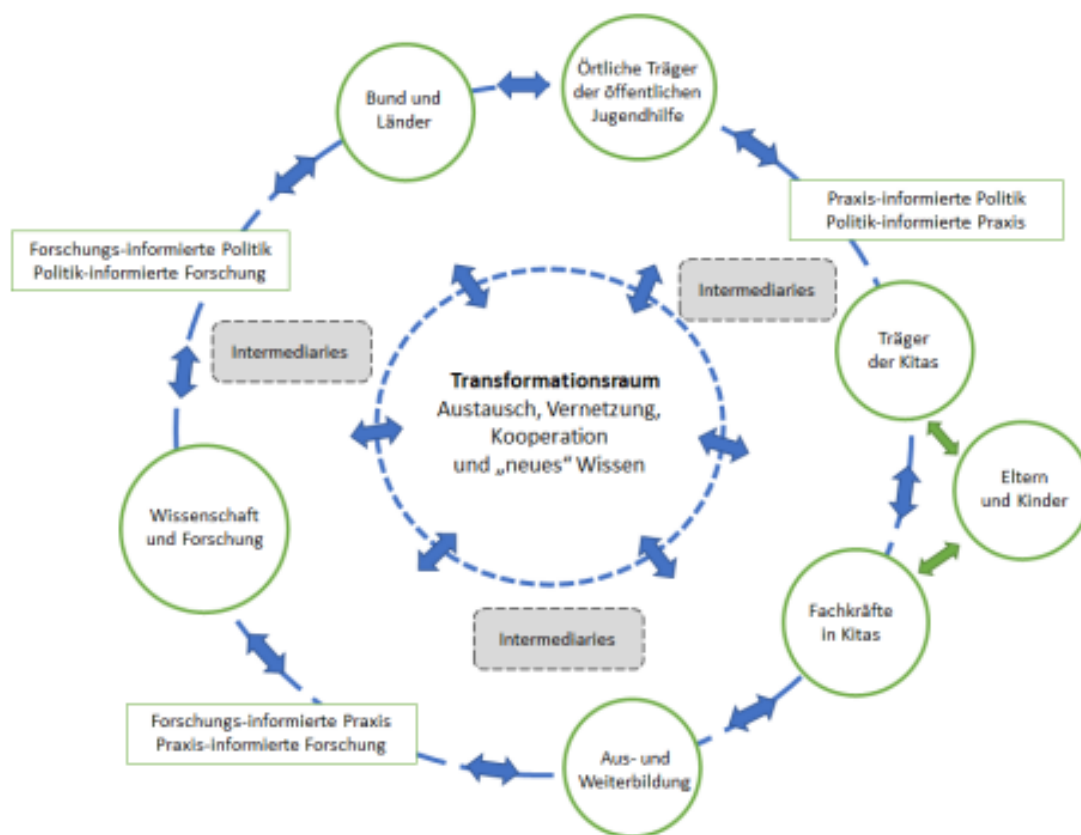 Bund und
Länder
Örtliche Träger
der öffentlichen
Jugendhilfe
Praxis-informierte Politik
Politik-informierte Praxis
Forschungs-informierte Politik
Politik-informierte Forschung
Intermediaries
Intermediaries
Träger
der Kitas
Transformationsraum
Austausch, Vernetzung,
Kooperation
und „neues“ Wissen
Eltern
und Kinder
Wissenschaft
und Forschung
Fachkräfte
in Kitas
Intermediaries
Forschungs-informierte Praxis
Praxis-informierte Forschung
Aus- und
Weiterbildung